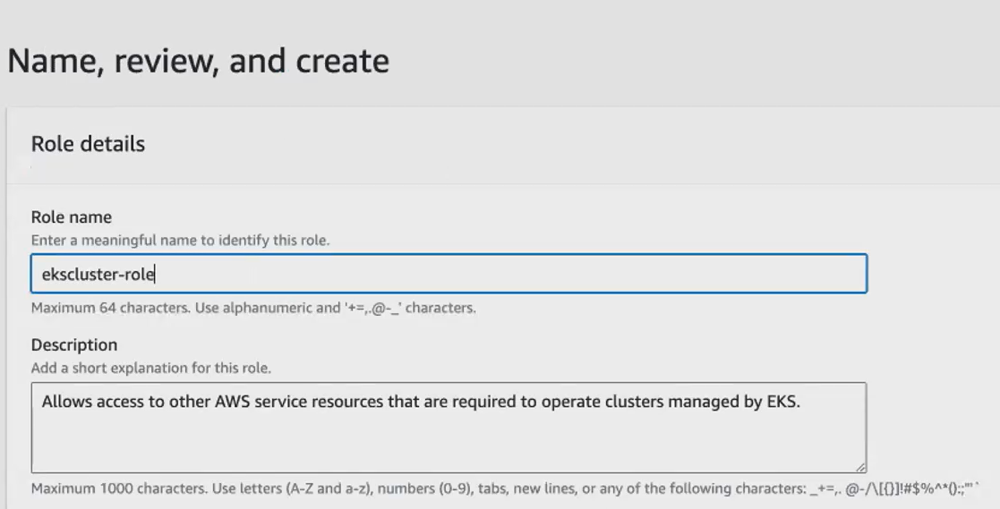 Name, review, and create
Role details
Role name
Enter a meaningful name to identify this role.
ekscluster-role
Maximum 64 characters. Use alphanumeric and '+=,.@-_' characters.
Description
Add a short explanation for this role.
Allows access to other AWS service resources that are required to operate clusters managed by EKS.
Maximum 1000 characters. Use letters (A-Z and a-z), numbers (0-9), tabs, new lines, or any of the following characters: _+=,. @-/\[{}]!#$%^*();:"'`